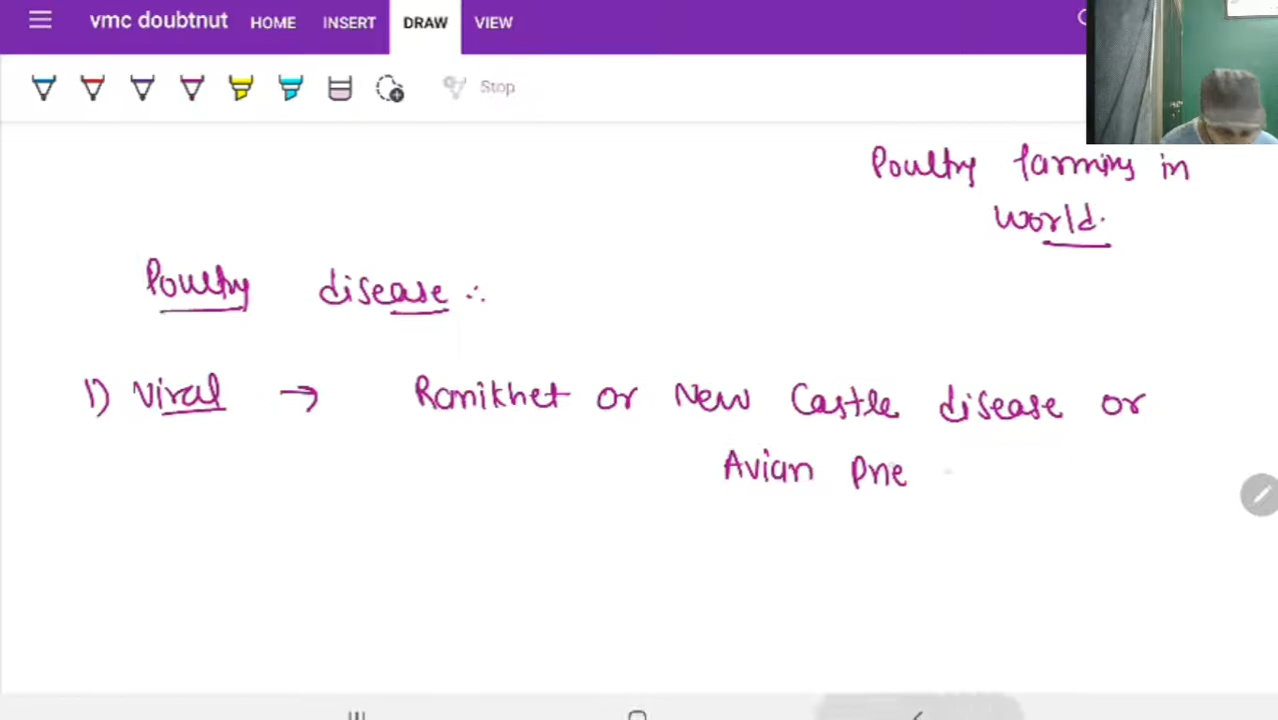 vmc doubtnut HOME INSERT DRAW VIEW
Stop
Poultry farming in
world.
Poultry disease :
1) Viral → Ranikhet or New Castle disease or
Avian Pne